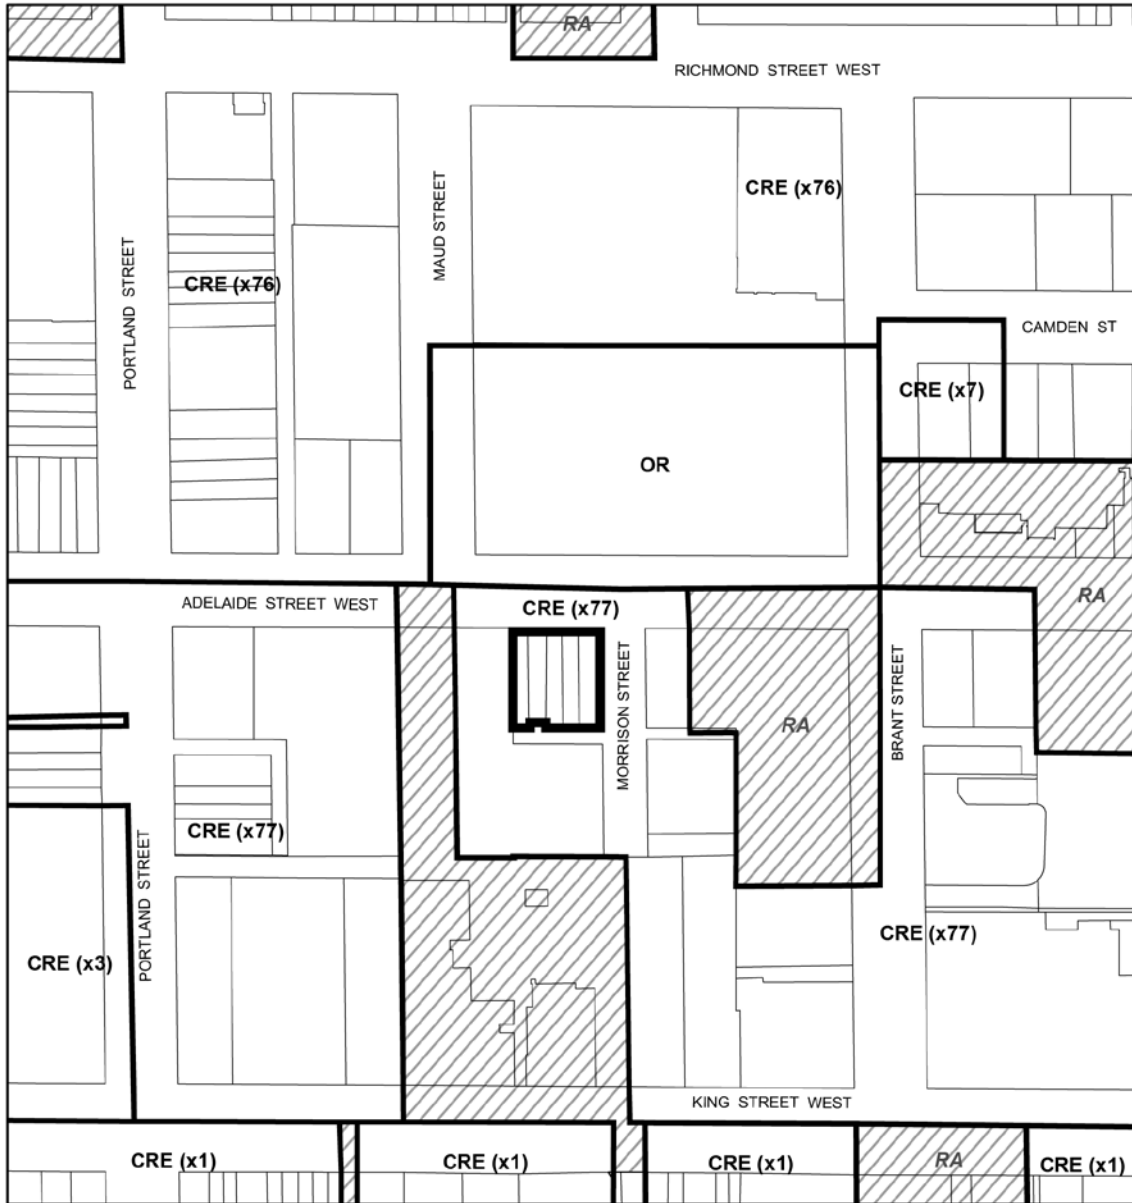 RA
RICHMOND STREET WEST
CRE (x76)
MAUD STREET
PORTLAND STREET
CRE (x76)
CAMDEN ST
CRE (x7)
OR
RA
ADELAIDE STREET WEST
CRE (x77)
MORRISON STREET
BRANT STREET
RA
CRE (x77)
PORTLAND STREET
CRE (x77)
CRE (x3)
KING STREET WEST
CRE (x1)
CRE (x1)
CRE (x1)
RA
CRE (x1)